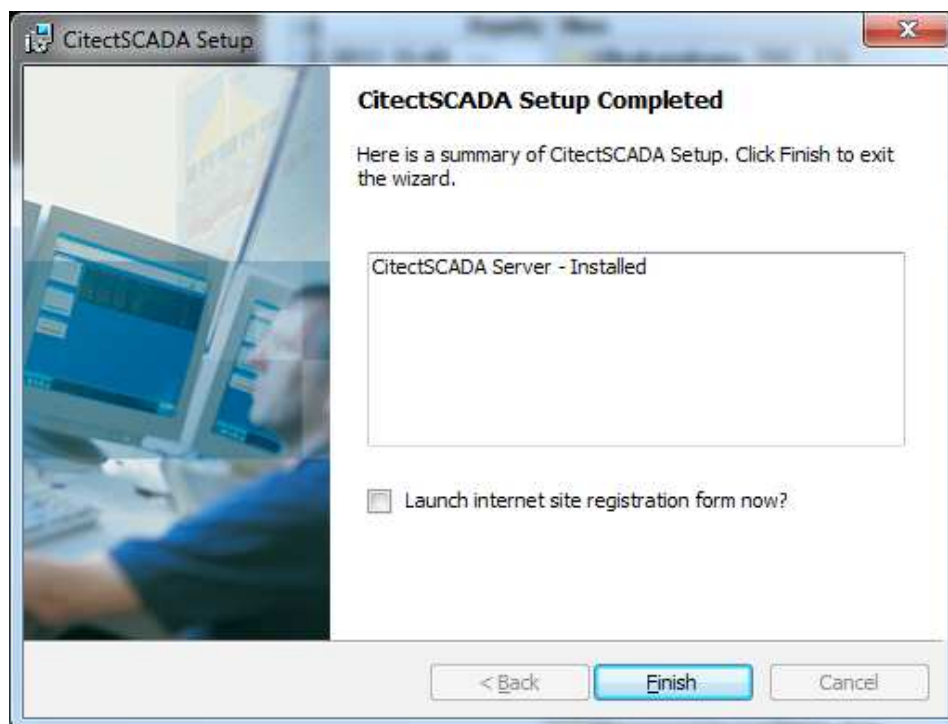 CitectSCADA Setup
CitectSCADA Setup Completed
Here is a summary of CitectSCADA Setup. Click Finish to exit
the wizard.
CitectSCADA Server - Installed
Launch internet site registration form now?
< Back
Finish
Cancel